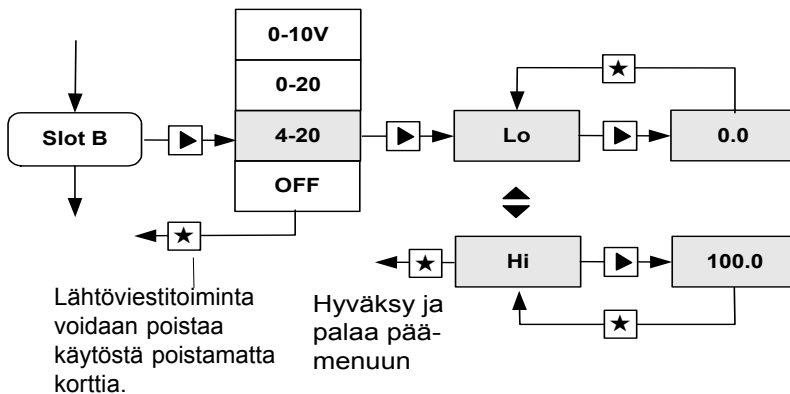 0-10V
0-20
Slot B
4-20
Lo
0.0
OFF
Hi
100.0
Lähtöviestitoiminta
voidaan poistaa
käytöstä poistamatta
korttia.
Hyväksy ja
palaa pää-
menuun